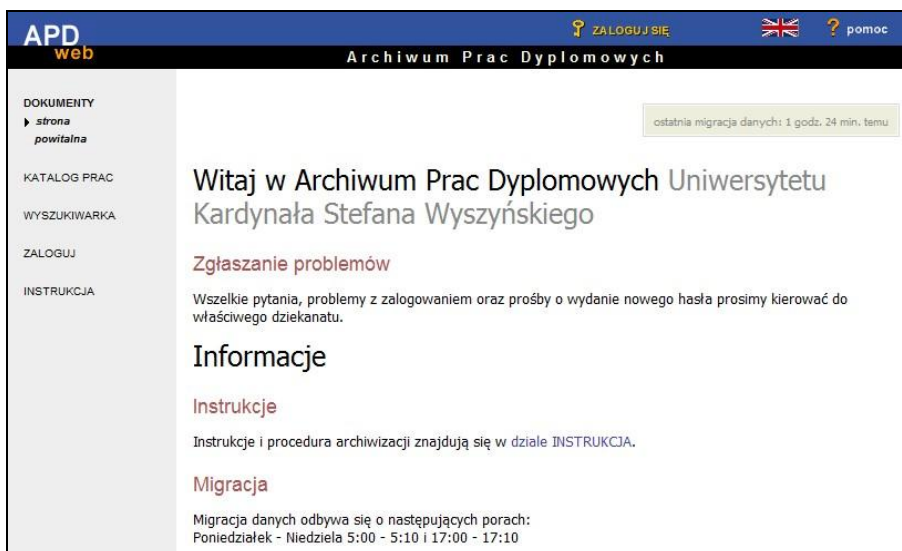 APD
web
ZALOGUJ SIĘ
? pomoc
Archiwum Prac Dyplomowych
DOKUMENTY
strona
powitalna
KATALOG PRAC
WYSZUKIWARKA
ZALOGUJ
INSTRUKCJA
ostatnia migracja danych: 1 godz. 24 min. temu
Witaj w Archiwum Prac Dyplomowych Uniwersytetu
Kardynała Stefana Wyszyńskiego
Zgłaszanie problemów
Wszelkie pytania, problemy z zalogowaniem oraz prośby o wydanie nowego hasła prosimy kierować do
właściwego dziekanatu.
Informacje
Instrukcje
Instrukcje i procedura archiwizacji znajdują się w dziale INSTRUKCJA.
Migracja
Migracja danych odbywa się o następujących porach:
Poniedziałek - Niedziela 5:00 - 5:10 i 17:00 - 17:10